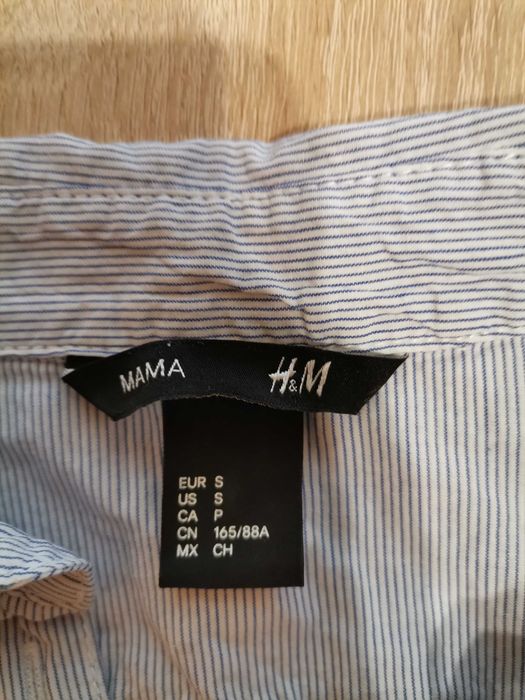 MAMA H&M
EUR S
US S
CA P
CN 165/88A
MX CH